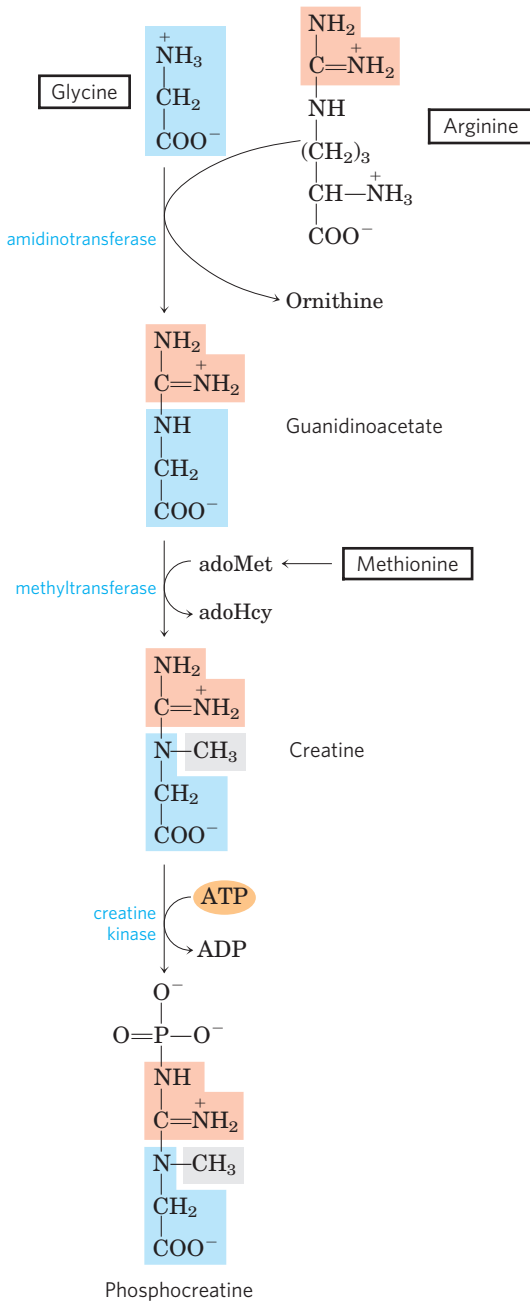 Glycine
+
NH₃
CH₂
COO⁻
NH₂
+
C=NH₂
NH
(CH₂)₃
+
CH—NH₃
COO⁻
Arginine
amidinotransferase
Ornithine
NH₂
+
C=NH₂
NH
CH₂
COO⁻
Guanidinoacetate
methyltransferase
adoMet
Methionine
adoHcy
NH₂
+
C=NH₂
N—CH₃
CH₂
COO⁻
Creatine
creatine
kinase
ATP
ADP
O⁻
O=P—O⁻
NH
+
C=NH₂
N—CH₃
CH₂
COO⁻
Phosphocreatine